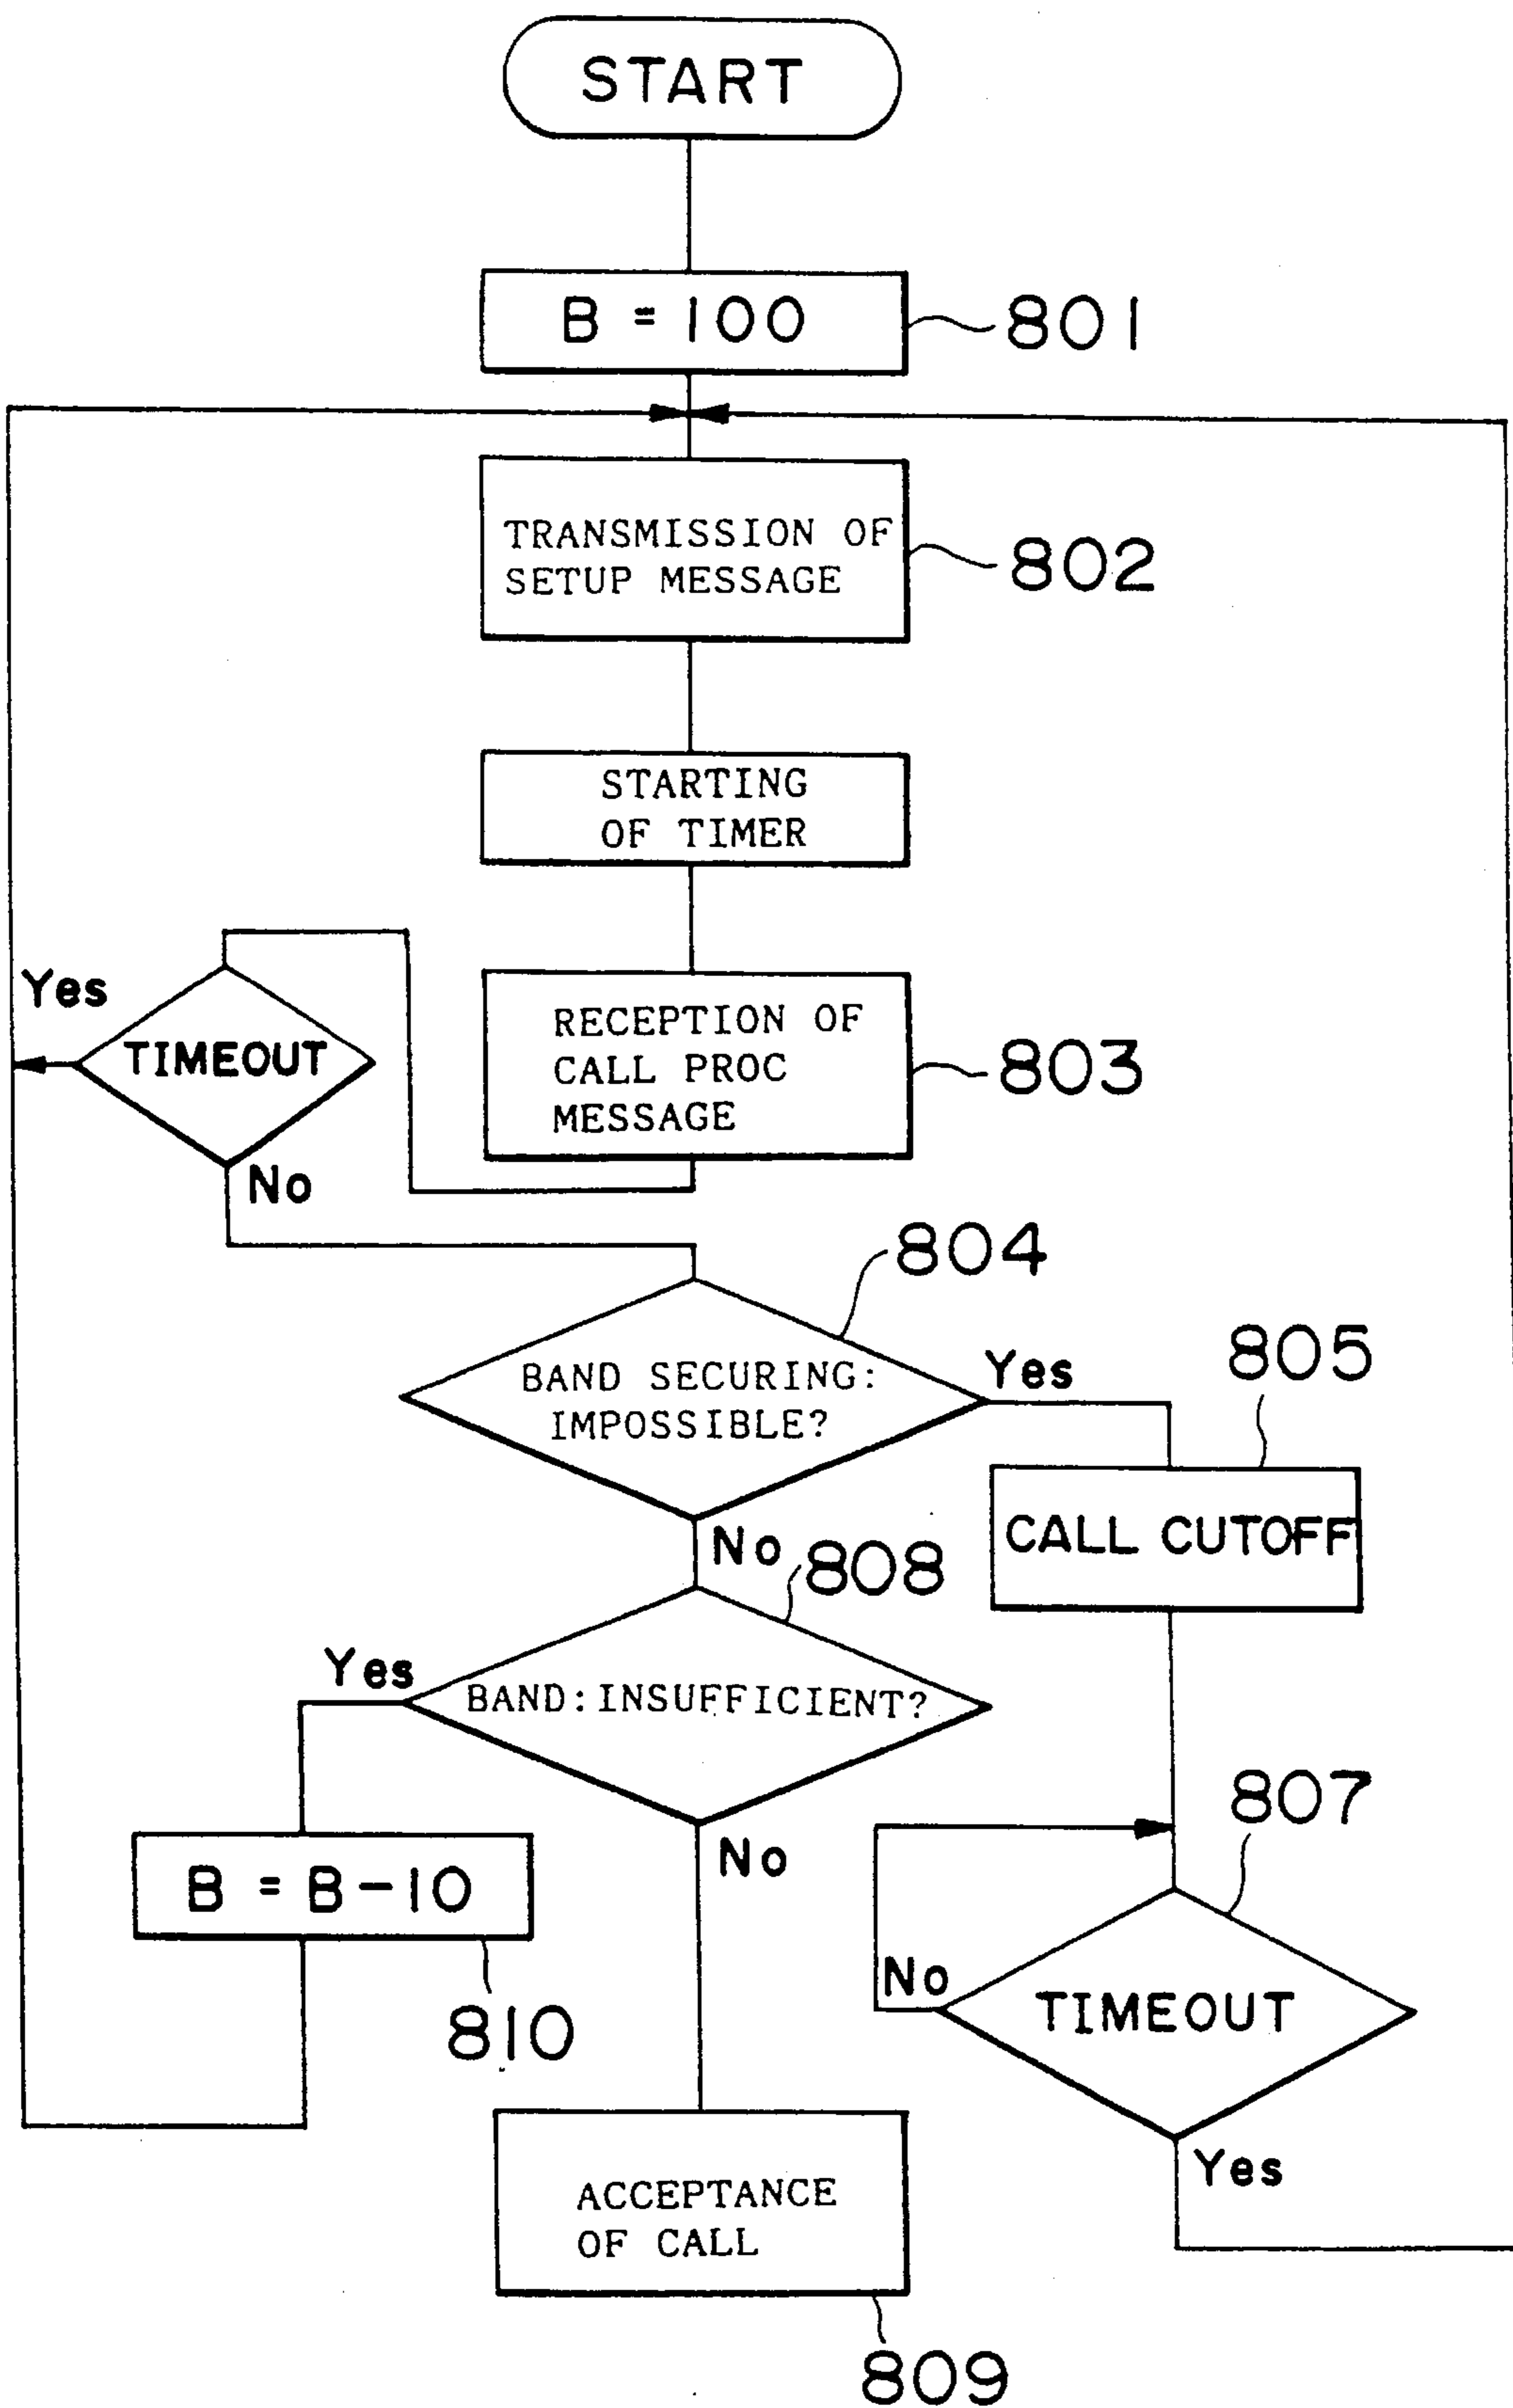 START
B = 100
801
TRANSMISSION OF
SETUP MESSAGE
802
STARTING
OF TIMER
Yes
TIMEOUT
No
RECEPTION OF
CALL PROC
MESSAGE
803
804
BAND SECURING:
IMPOSSIBLE?
Yes
805
CALL CUTOFF
No
808
Yes
BAND:INSUFFICIENT?
No
B = B-10
810
807
No
TIMEOUT
Yes
ACCEPTANCE
OF CALL
809